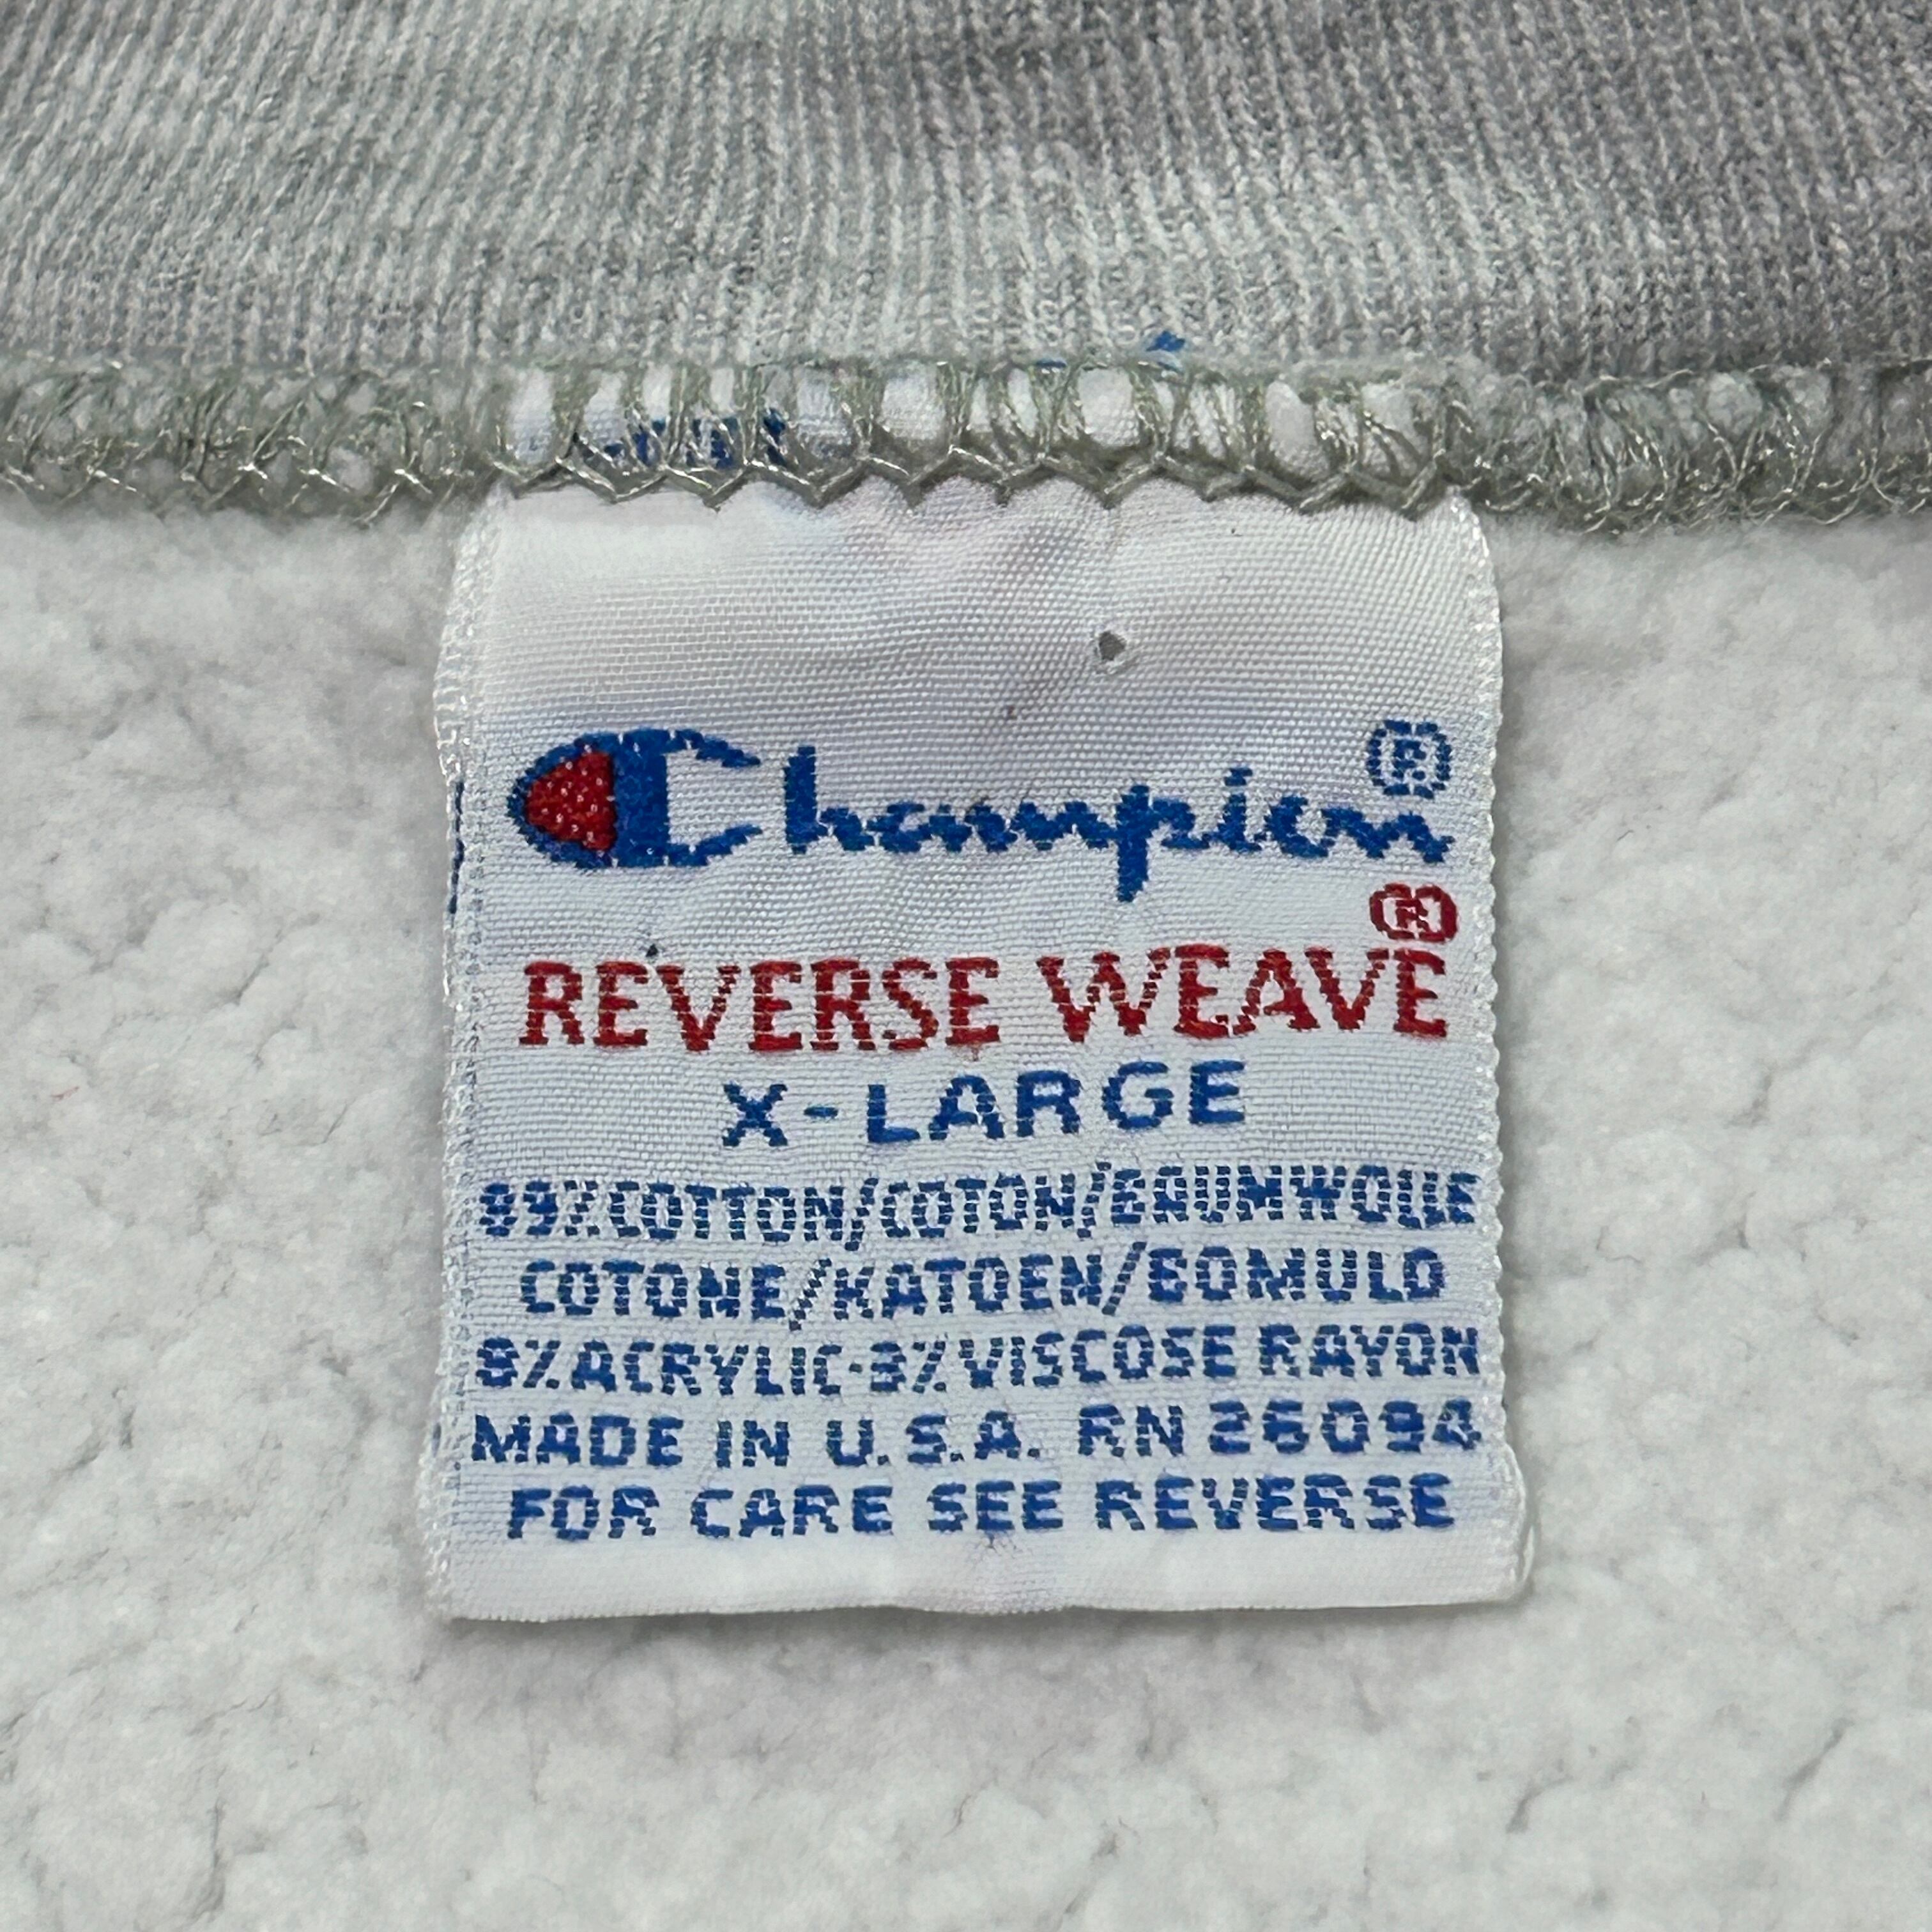 Champion®
®
REVERSE WEAVE
X-LARGE
89%COTTON/COTON/BAUMWOLLE
COTONE/KATOEN/BOMULD
8%ACRYLIC-3%VISCOSE RAYON
MADE IN U.S.A. RN 26094
FOR CARE SEE REVERSE